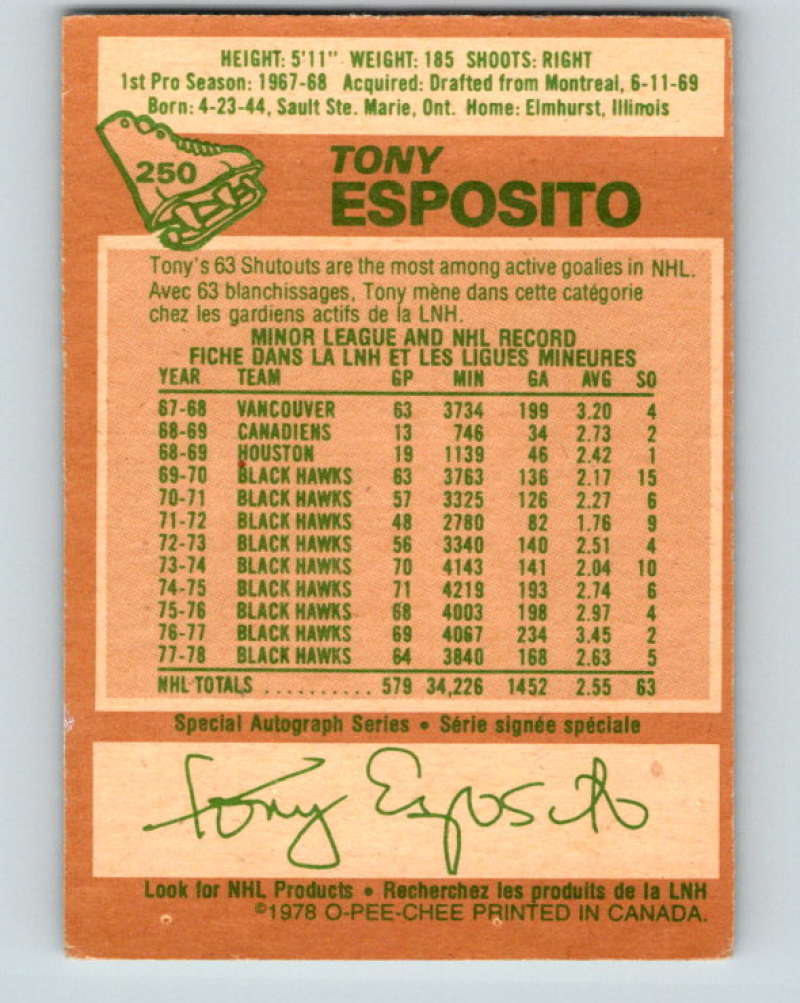 HEIGHT: 5'11" WEIGHT: 185 SHOOTS: RIGHT
1st Pro Season: 1967-68 Acquired: Drafted from Montreal, 6-11-69
Born: 4-23-44, Sault Ste. Marie, Ont. Home: Elmhurst, Illinois
250
TONY
ESPOSITO
Tony's 63 Shutouts are the most among active goalies in NHL.
Avec 63 blanchissages, Tony mène dans cette catégorie
chez les gardiens actifs de la LNH.
MINOR LEAGUE AND NHL RECORD
FICHE DANS LA LNH ET LES LIGUES MINEURES
YEAR TEAM GP MIN GA AVG SO
67-68 VANCOUVER 63 3734 199 3.20 4
68-69 CANADIENS 13 746 34 2.73 2
68-69 HOUSTON 19 1139 46 2.42 1
69-70 BLACK HAWKS 63 3763 136 2.17 15
70-71 BLACK HAWKS 57 3325 126 2.27 6
71-72 BLACK HAWKS 48 2780 82 1.76 9
72-73 BLACK HAWKS 56 3340 140 2.51 4
73-74 BLACK HAWKS 70 4143 141 2.04 10
74-75 BLACK HAWKS 71 4219 193 2.74 6
75-76 BLACK HAWKS 68 4003 198 2.97 4
76-77 BLACK HAWKS 69 4067 234 3.45 2
77-78 BLACK HAWKS 64 3840 168 2.63 5
NHL TOTALS .......... 579 34,226 1452 2.55 63
Special Autograph Series • Série signée spéciale
Tony Esposito
Look for NHL Products • Recherchez les produits de la LNH
©1978 O-PEE-CHEE PRINTED IN CANADA.